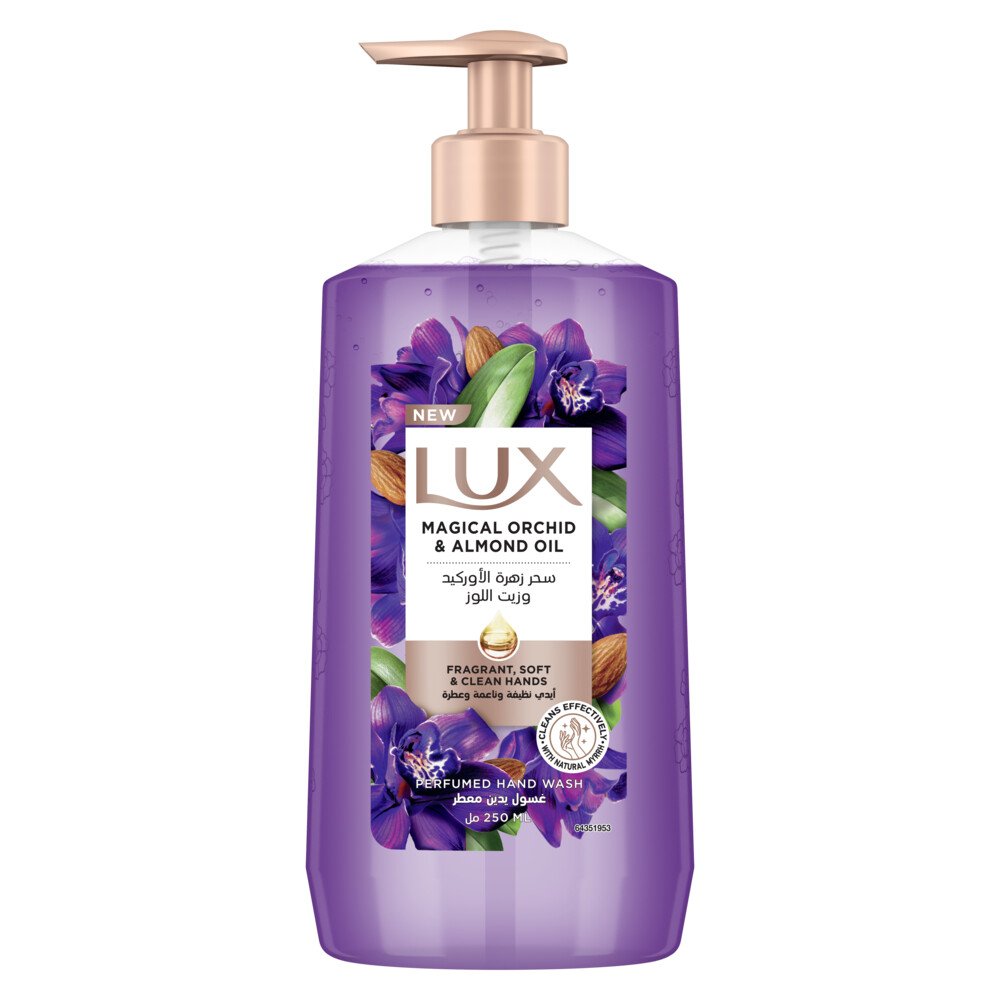 NEW
LUX
MAGICAL ORCHID
& ALMOND OIL
سحر زهرة الأوركيد
وزيت اللوز
FRAGRANT, SOFT
& CLEAN HANDS
أيدي نظيفة وناعمة وعطرة
CLEANS EFFECTIVELY
• WITH NATURAL MYRRH •
PERFUMED HAND WASH
غسول يدين معطر
250 ML مل
64351953